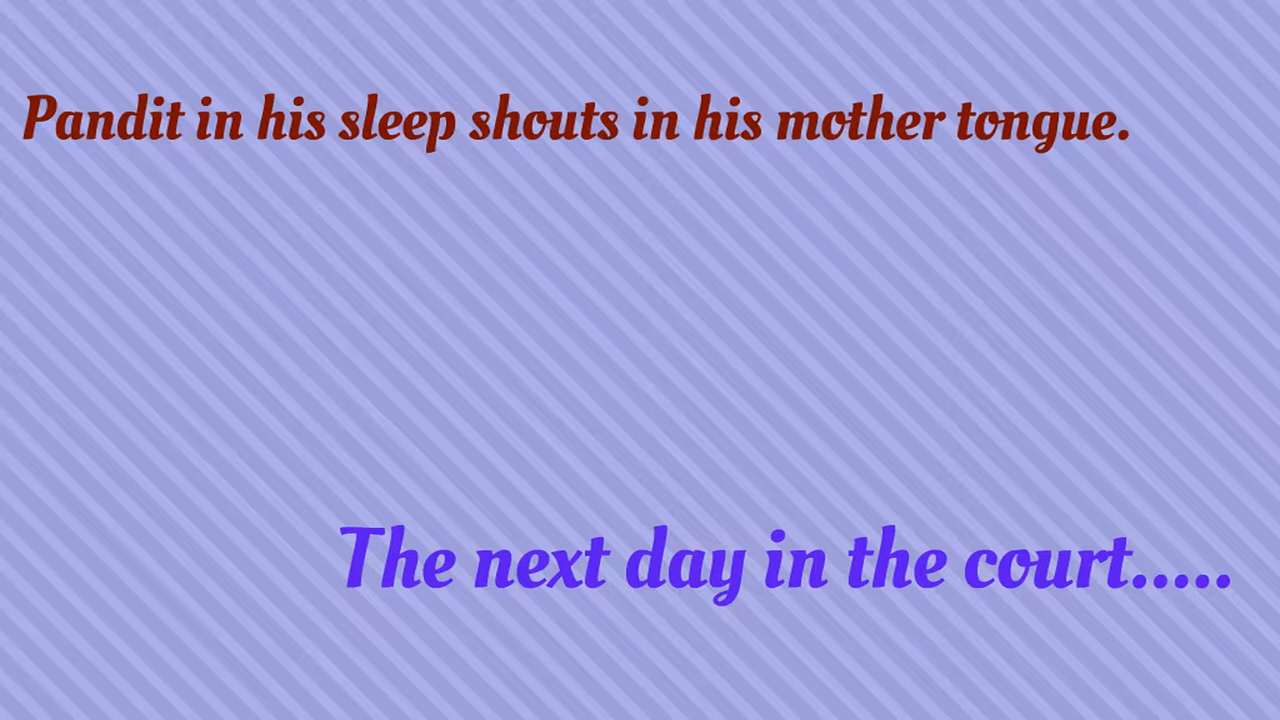 Pandit in his sleep shouts in his mother tongue.
The next day in the court.....